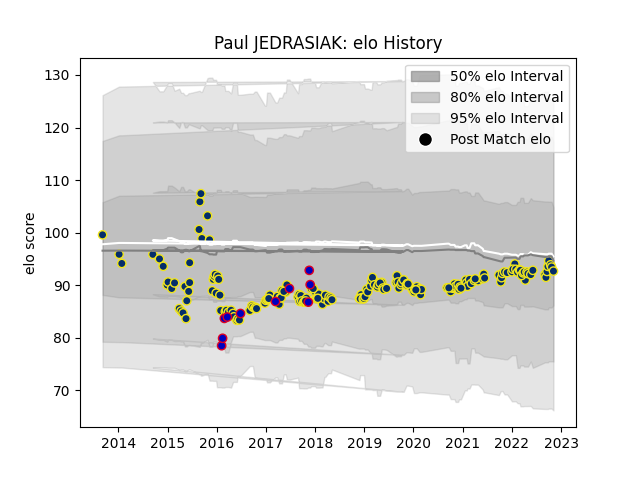 Paul JEDRASIAK: elo History
130
120
110
100
90
80
70
elo score
50% elo Interval
80% elo Interval
95% elo Interval
Post Match elo
2014 2015 2016 2017 2018 2019 2020 2021 2022 2023